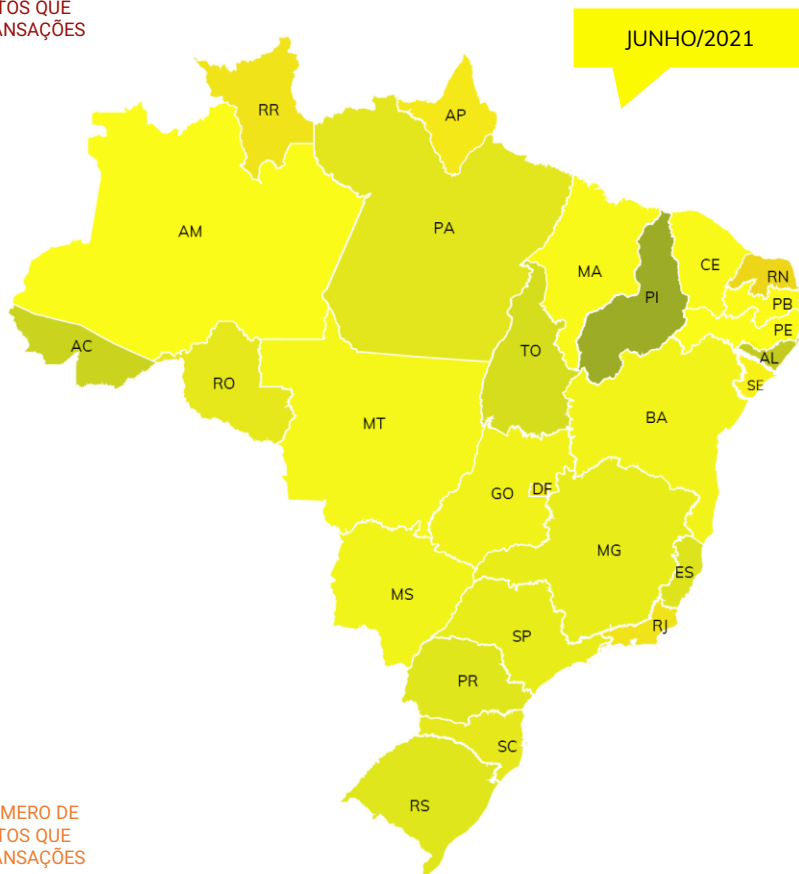 TOS QUE
ANSAÇÕES
JUNHO/2021
RR
AP
AM
PA
MA
CE
RN
PI
PB
PE
AC
TO
AL
RO
SE
MT
BA
GO
DF
MG
ES
MS
RJ
SP
PR
SC
RS
MERO DE
TOS QUE
ANSAÇÕES